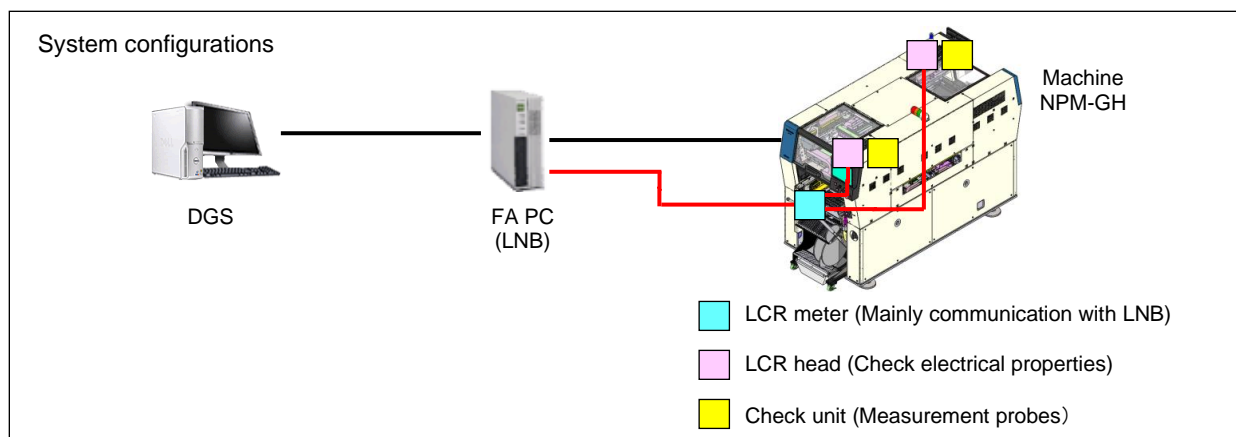 System configurations
Machine
NPM-GH
DGS
FA PC
(LNB)
LCR meter (Mainly communication with LNB)
LCR head (Check electrical properties)
Check unit (Measurement probes）